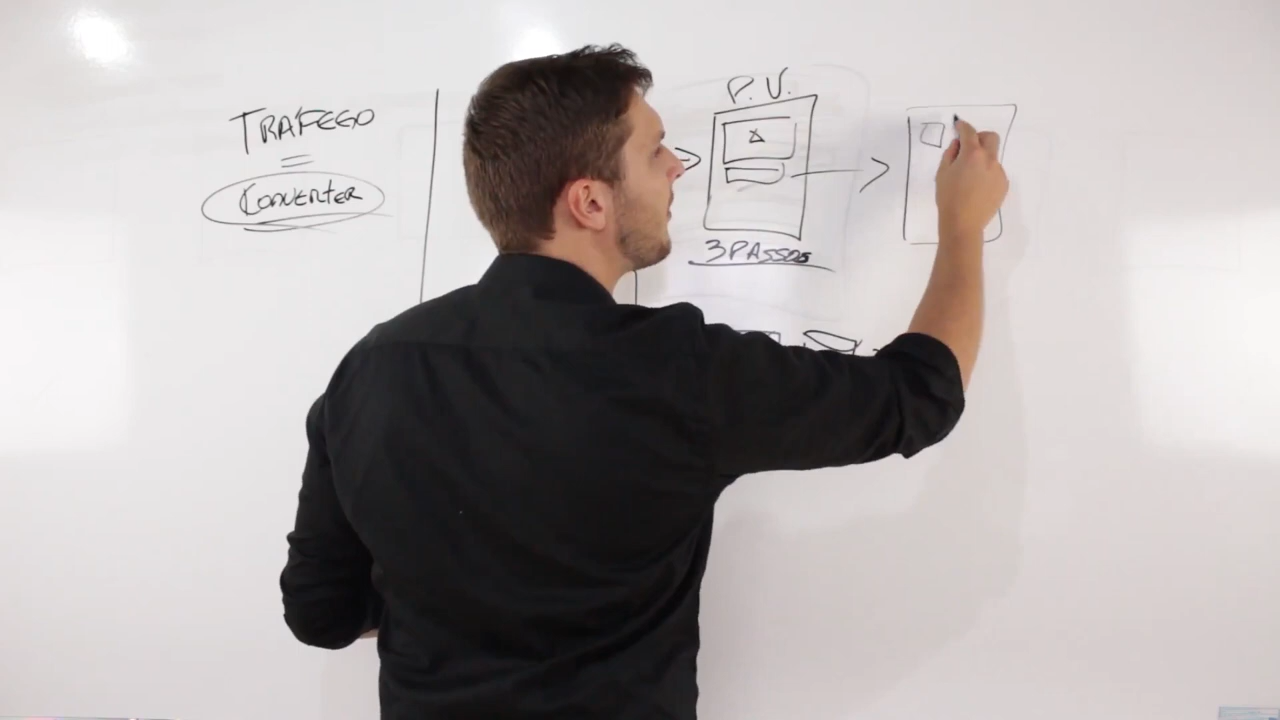 TRAFEGO
=
CONVERTER
P.V.
3 PASSOS